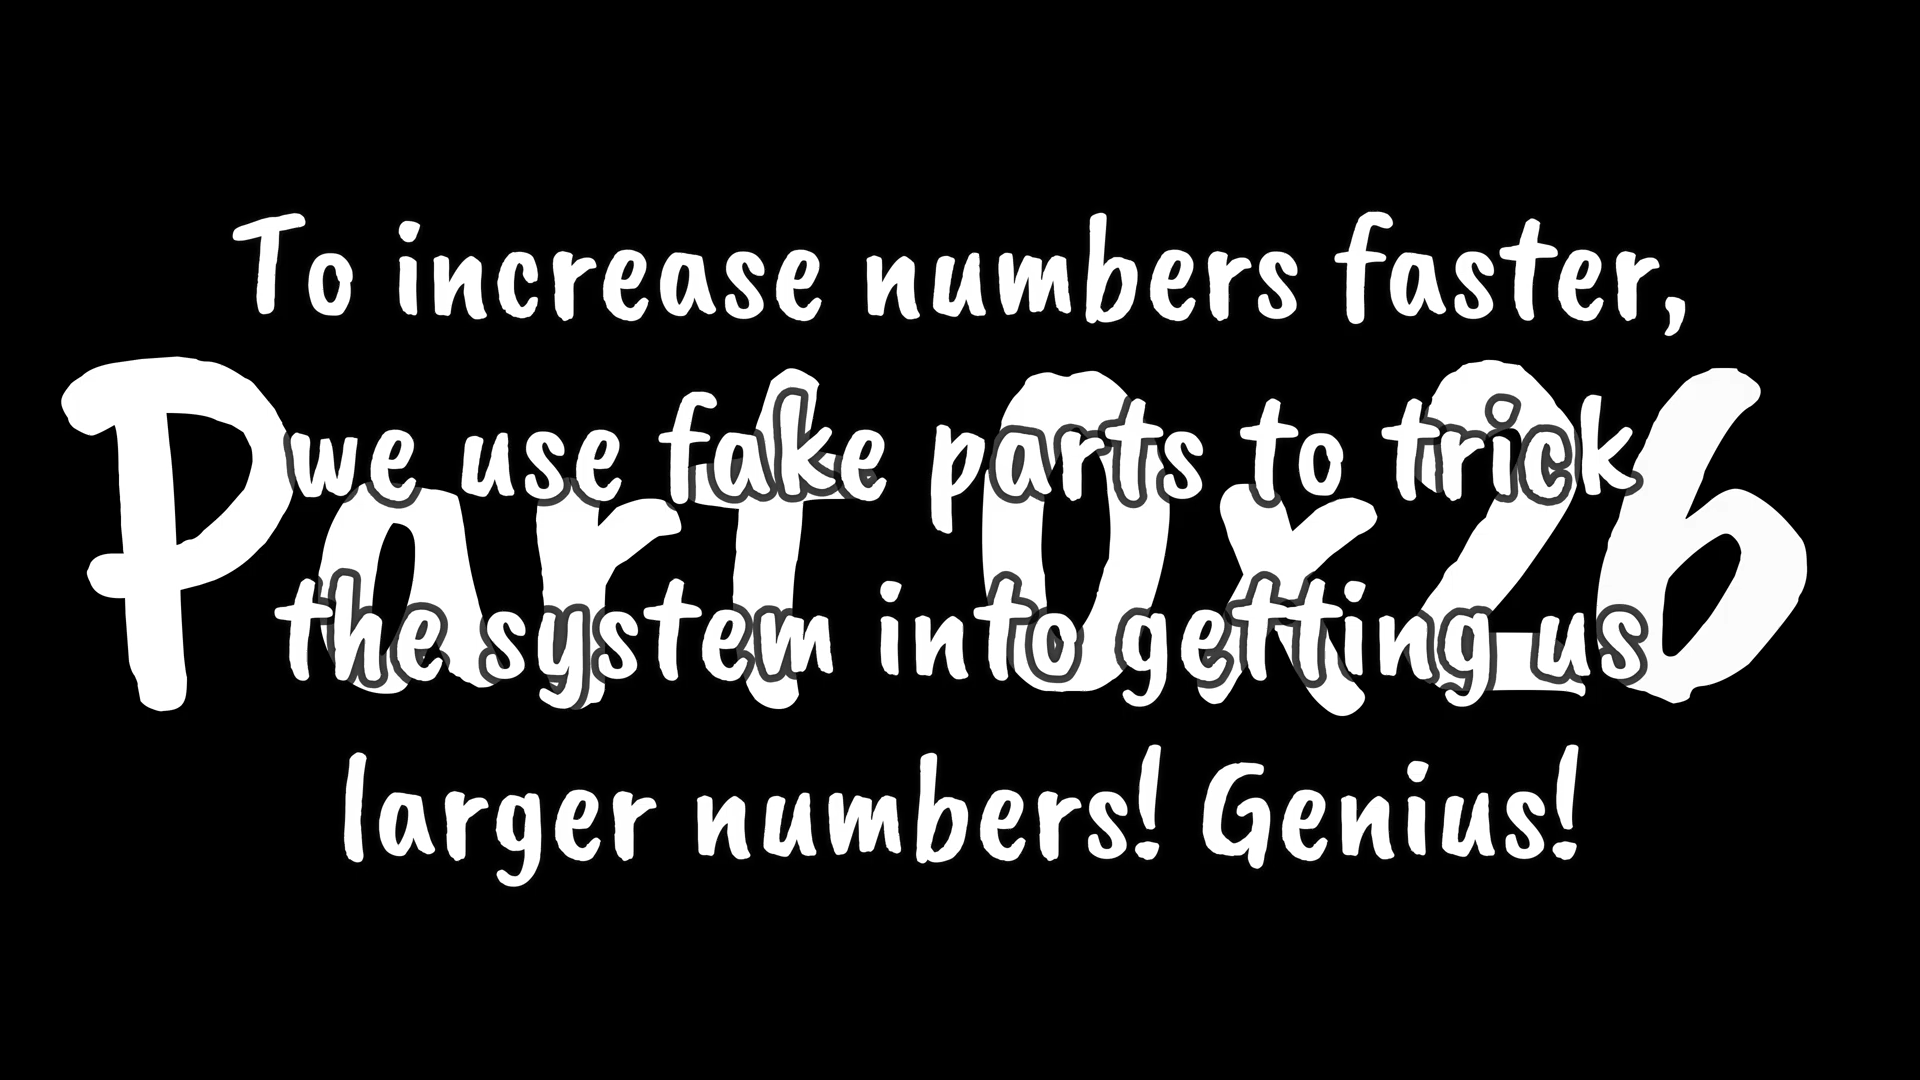 To increase numbers faster,
Part 0x26
we use fake parts to trick
the system into getting us
larger numbers! Genius!